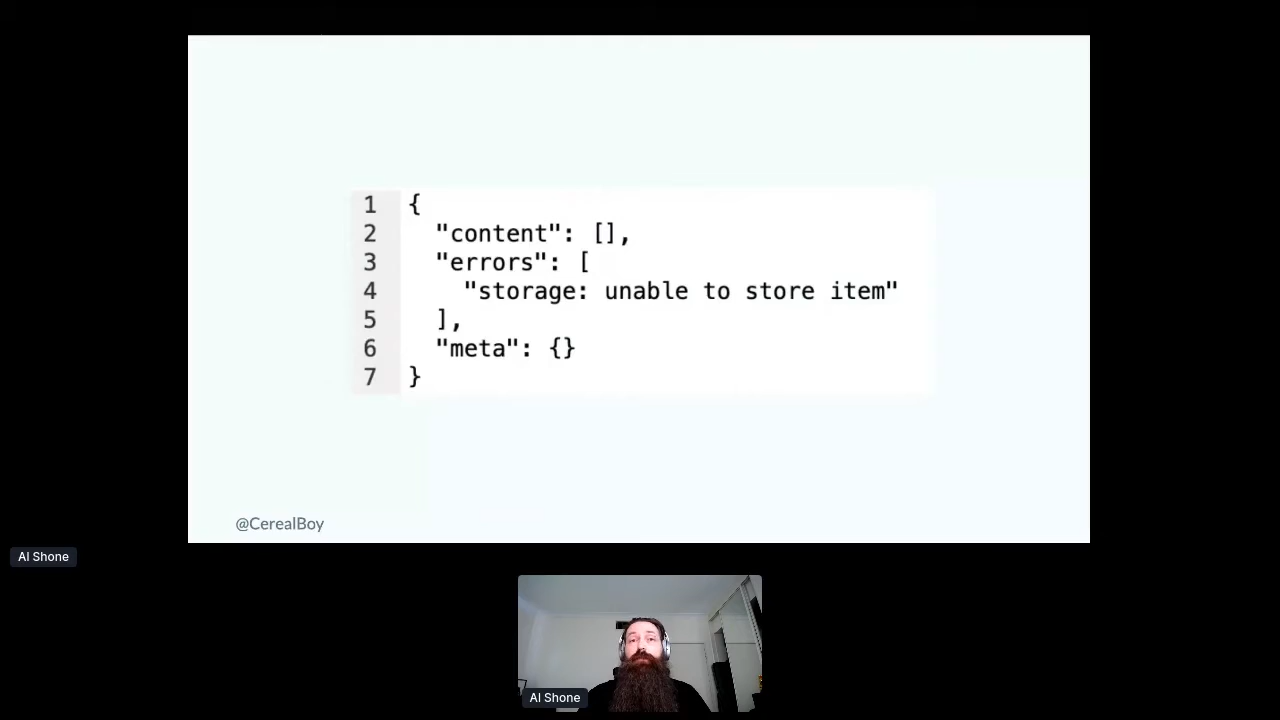 1 {
2 "content": [],
3 "errors": [
4 "storage: unable to store item"
5 ],
6 "meta": {}
7 }
@CerealBoy
Al Shone
Al Shone